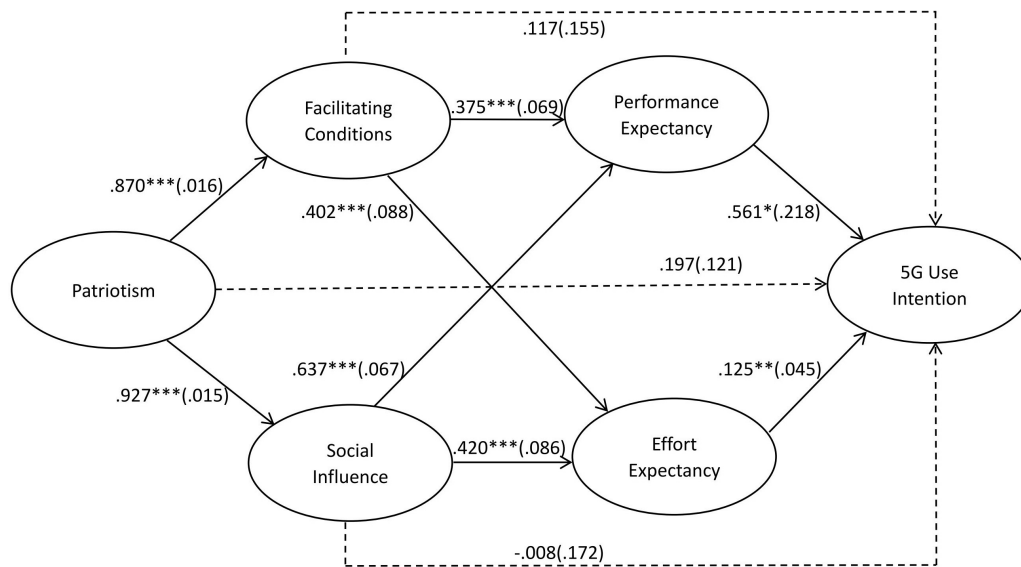 .117(.155)
Facilitating
Conditions
.375***(.069)
Performance
Expectancy
.870***(.016)
.402***(.088)
.561*(.218)
Patriotism
.197(.121)
5G Use
Intention
.927***(.015)
.637***(.067)
.125**(.045)
Social
Influence
.420***(.086)
Effort
Expectancy
-.008(.172)